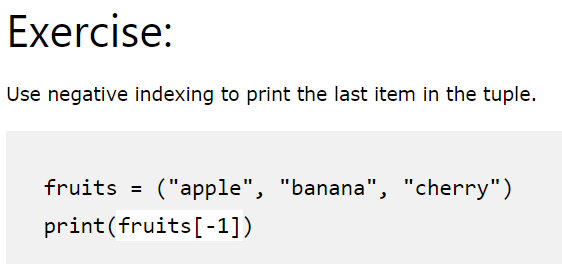 Exercise:
Use negative indexing to print the last item in the tuple.
fruits = ("apple", "banana", "cherry")
print(fruits[-1])